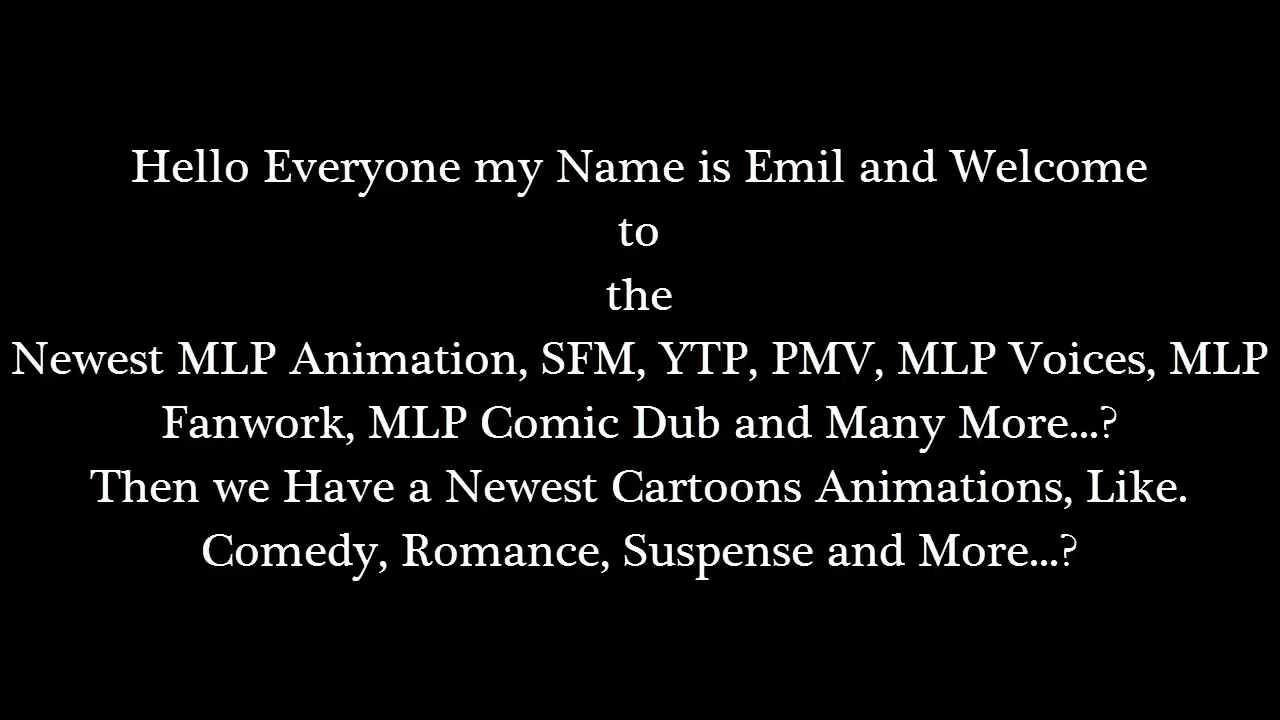 Hello Everyone my Name is Emil and Welcome
to
the
Newest MLP Animation, SFM, YTP, PMV, MLP Voices, MLP
Fanwork, MLP Comic Dub and Many More...?
Then we Have a Newest Cartoons Animations, Like.
Comedy, Romance, Suspense and More...?